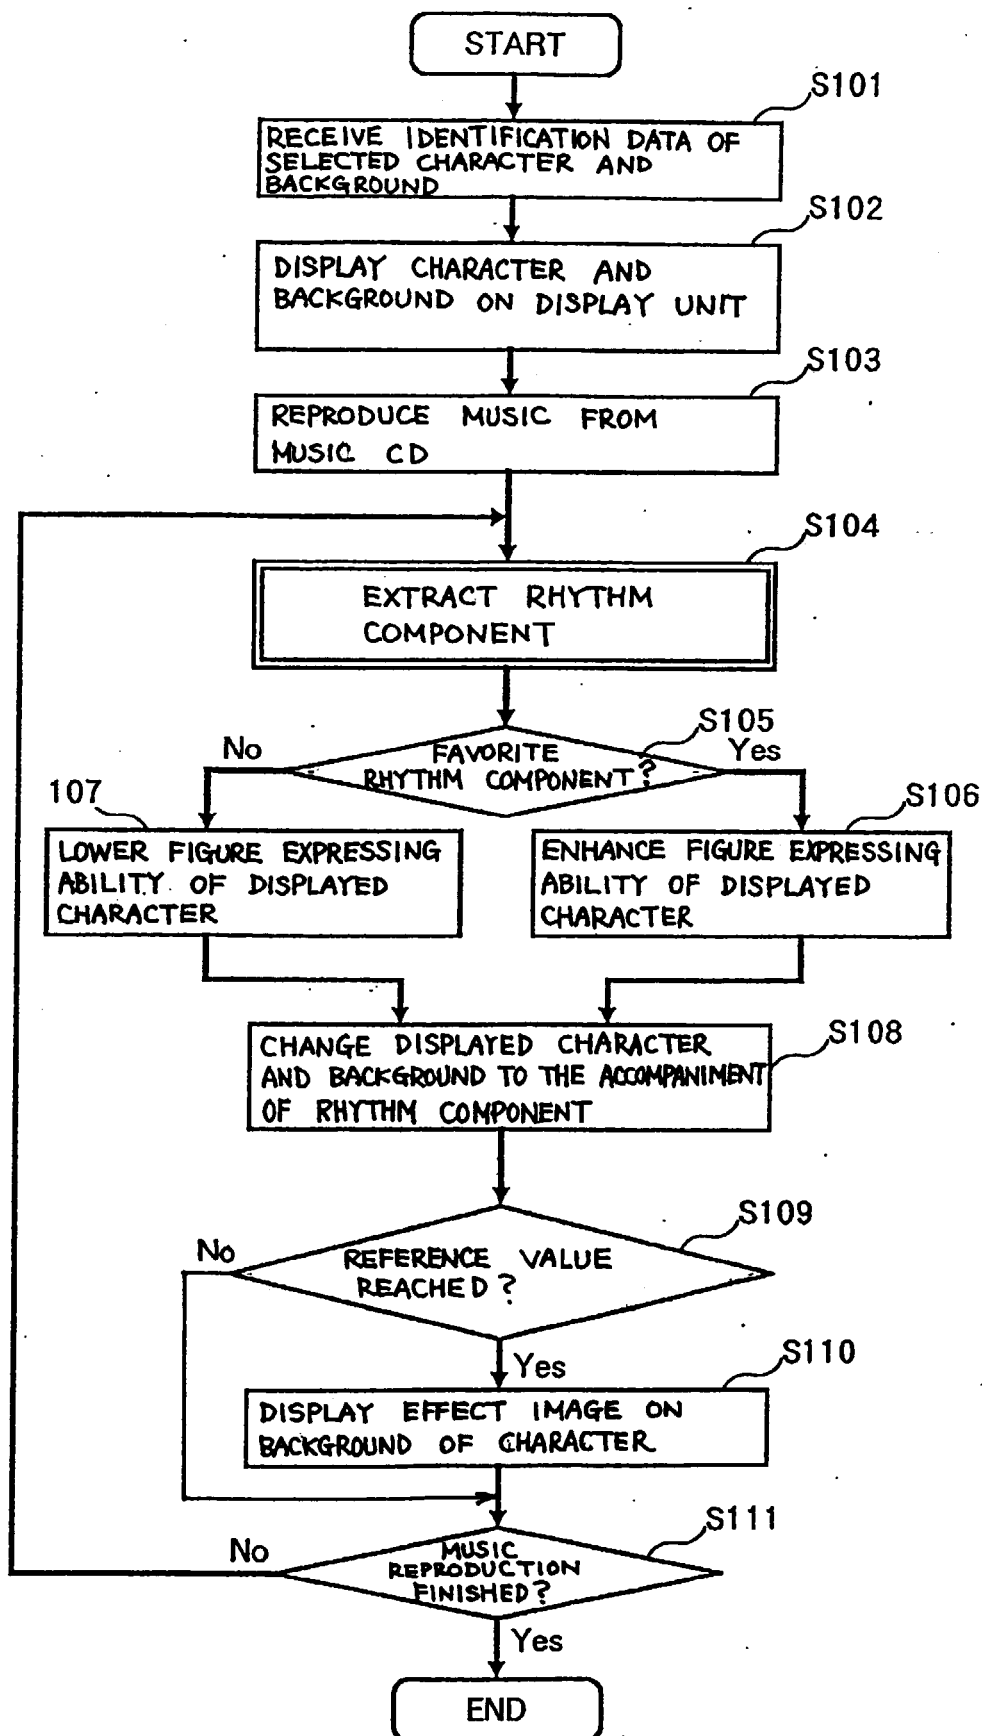 START
S101
RECEIVE IDENTIFICATION DATA OF
SELECTED CHARACTER AND
BACKGROUND
S102
DISPLAY CHARACTER AND
BACKGROUND ON DISPLAY UNIT
S103
REPRODUCE MUSIC FROM
MUSIC CD
S104
EXTRACT RHYTHM
COMPONENT
S105
No
FAVORITE
RHYTHM COMPONENT?
Yes
107
LOWER FIGURE EXPRESSING
ABILITY OF DISPLAYED
CHARACTER
S106
ENHANCE FIGURE EXPRESSING
ABILITY OF DISPLAYED
CHARACTER
S108
CHANGE DISPLAYED CHARACTER
AND BACKGROUND TO THE ACCOMPANIMENT
OF RHYTHM COMPONENT
S109
No
REFERENCE VALUE
REACHED?
Yes
S110
DISPLAY EFFECT IMAGE ON
BACKGROUND OF CHARACTER
S111
No
MUSIC
REPRODUCTION
FINISHED?
Yes
END